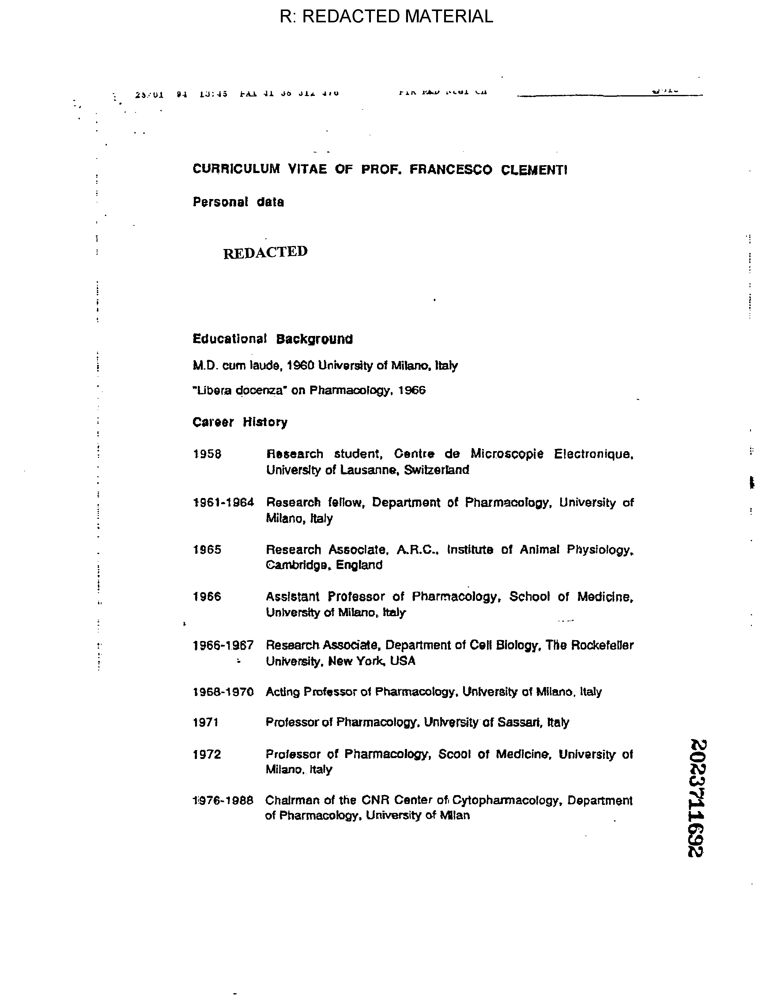 R: REDACTED MATERIAL
25/01 94 13:45 FAX 41 38 312 470
CURRICULUM VITAE OF PROF. FRANCESCO CLEMENTI
Personal data
REDACTED
Educational Background
M.D. cum laude, 1960 University of Milano, Italy
"Libera docenza" on Pharmacology, 1966
Career History
1958 Research student, Centre de Microscopie Electronique,
University of Lausanne, Switzerland
1961-1964 Research fellow, Department of Pharmacology, University of
Milano, Italy
1965 Research Associate, A.R.C., Institute of Animal Physiology,
Cambridge, England
1966 Assistant Professor of Pharmacology, School of Medicine,
University of Milano, Italy
1966-1967 Research Associate, Department of Cell Biology, The Rockefeller
University, New York, USA
1968-1970 Acting Professor of Pharmacology, University of Milano, Italy
1971 Professor of Pharmacology, University of Sassari, Italy
1972 Professor of Pharmacology, Scool of Medicine, University of
Milano, Italy
1976-1988 Chairman of the CNR Center of Cytopharmacology, Department
of Pharmacology, University of Milan
2023711692